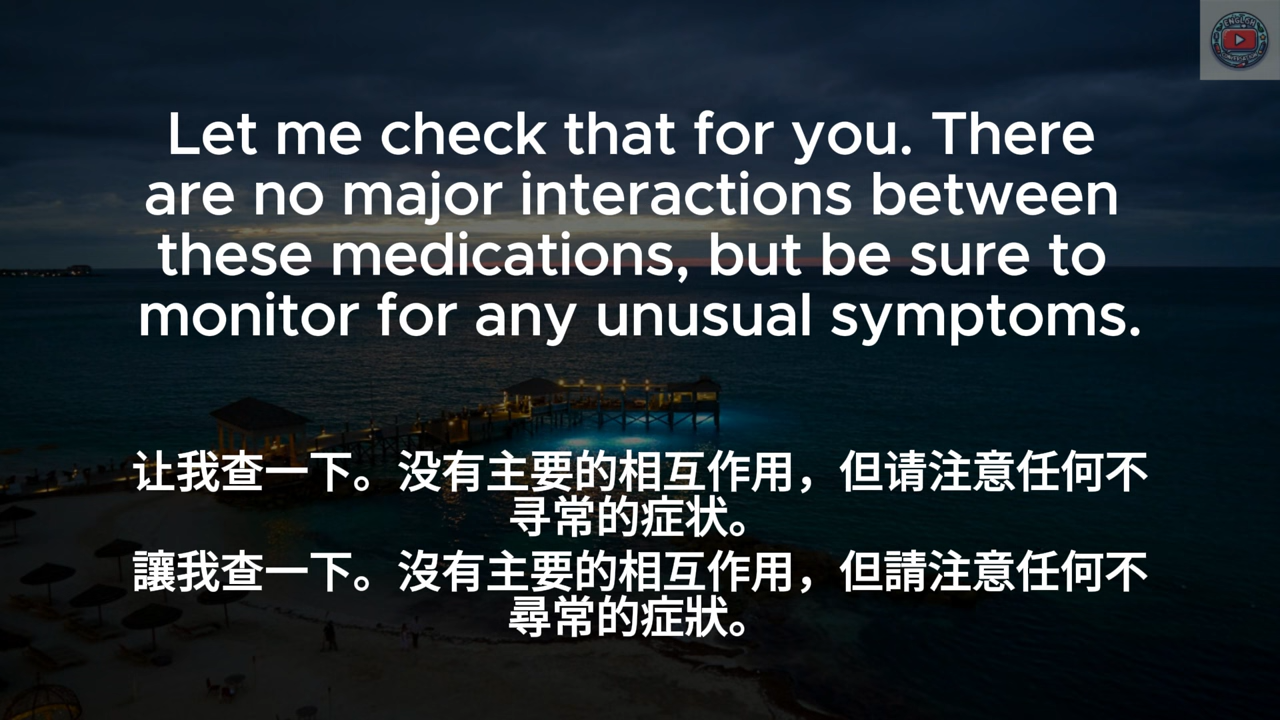 ENGLISH
CONVERSATION
Let me check that for you. There
are no major interactions between
these medications, but be sure to
monitor for any unusual symptoms.
让我查一下。没有主要的相互作用，但请注意任何不
寻常的症状。
讓我查一下。沒有主要的相互作用，但請注意任何不
尋常的症狀。